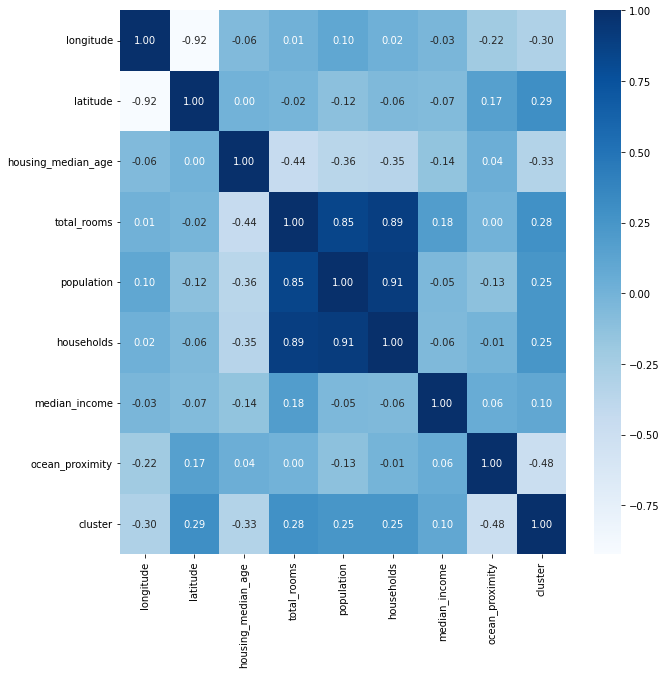 longitude 1.00 -0.92 -0.06 0.01 0.10 0.02 -0.03 -0.22 -0.30
latitude -0.92 1.00 0.00 -0.02 -0.12 -0.06 -0.07 0.17 0.29
housing_median_age -0.06 0.00 1.00 -0.44 -0.36 -0.35 -0.14 0.04 -0.33
total_rooms 0.01 -0.02 -0.44 1.00 0.85 0.89 0.18 0.00 0.28
population 0.10 -0.12 -0.36 0.85 1.00 0.91 -0.05 -0.13 0.25
households 0.02 -0.06 -0.35 0.89 0.91 1.00 -0.06 -0.01 0.25
median_income -0.03 -0.07 -0.14 0.18 -0.05 -0.06 1.00 0.06 0.10
ocean_proximity -0.22 0.17 0.04 0.00 -0.13 -0.01 0.06 1.00 -0.48
cluster -0.30 0.29 -0.33 0.28 0.25 0.25 0.10 -0.48 1.00
longitude
latitude
housing_median_age
total_rooms
population
households
median_income
ocean_proximity
cluster
1.00
0.75
0.50
0.25
0.00
-0.25
-0.50
-0.75